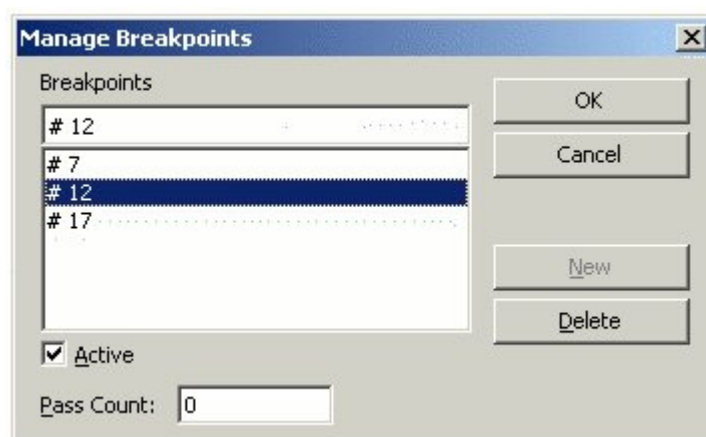 Manage Breakpoints
Breakpoints
# 12
# 7
# 12
# 17
Active
Pass Count: 0
OK
Cancel
New
Delete